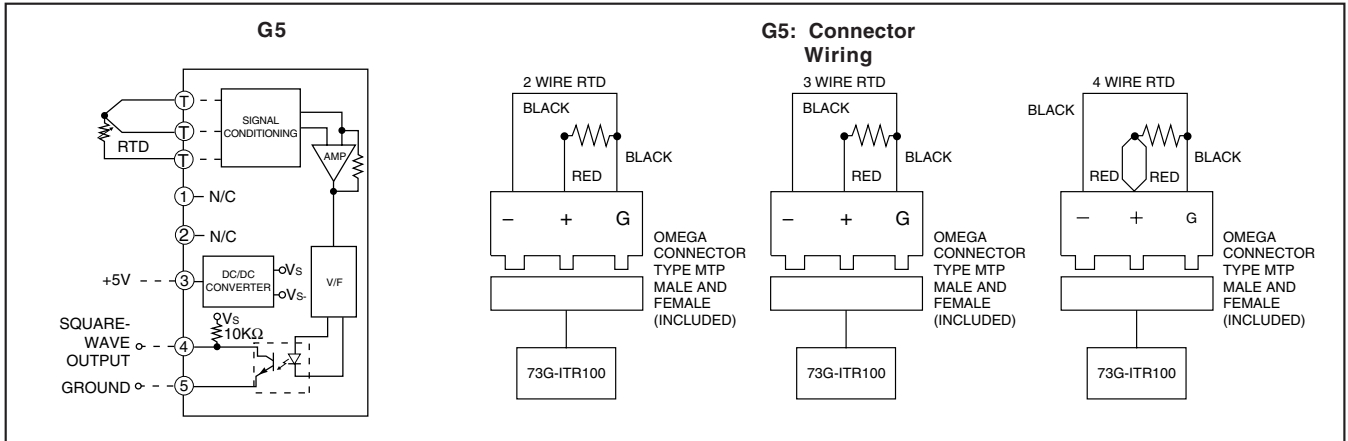 G5
T
T
T
RTD
SIGNAL
CONDITIONING
AMP
1 N/C
2 N/C
+5V
3
DC/DC
CONVERTER
VS
VS-
V/F
VS
10KΩ
SQUARE-
WAVE
OUTPUT
4
GROUND
5
G5: Connector
Wiring
2 WIRE RTD
BLACK
BLACK
RED
– + G
OMEGA
CONNECTOR
TYPE MTP
MALE AND
FEMALE
(INCLUDED)
73G-ITR100
3 WIRE RTD
BLACK
BLACK
RED
– + G
OMEGA
CONNECTOR
TYPE MTP
MALE AND
FEMALE
(INCLUDED)
73G-ITR100
4 WIRE RTD
BLACK
BLACK
RED RED
– + G
OMEGA
CONNECTOR
TYPE MTP
MALE AND
FEMALE
(INCLUDED)
73G-ITR100